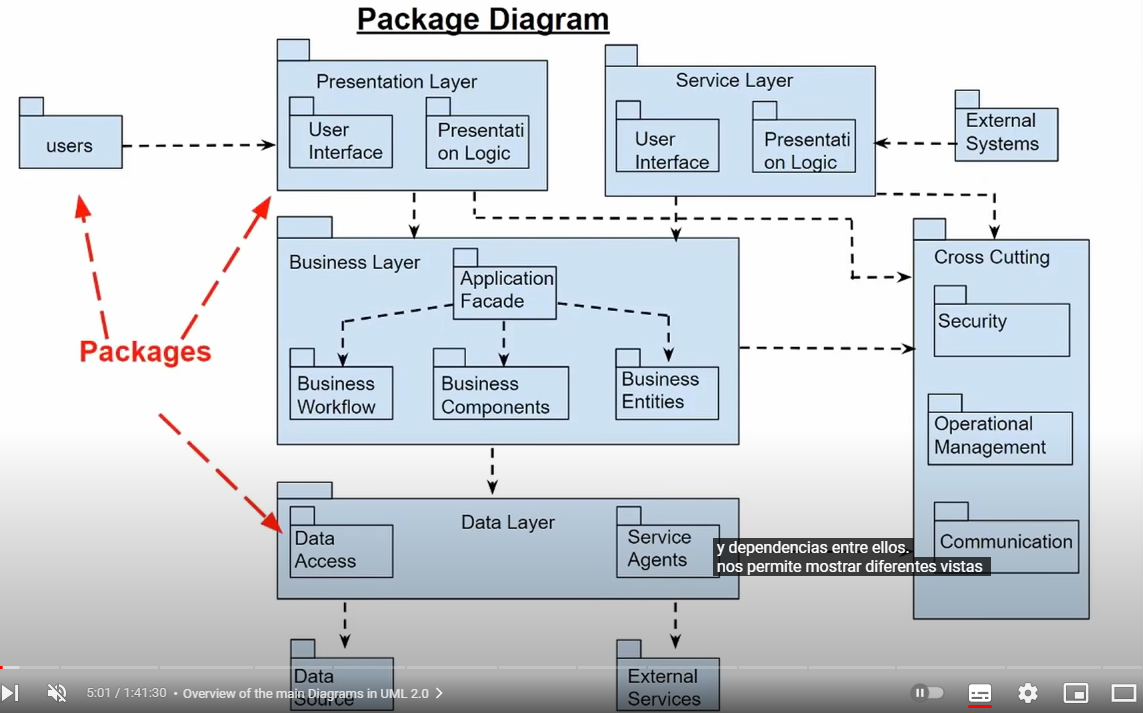 Package Diagram
Presentation Layer
User
Interface
Presentati
on Logic
Service Layer
User
Interface
Presentati
on Logic
users
External
Systems
Business Layer
Application
Facade
Business
Workflow
Business
Components
Business
Entities
Cross Cutting
Security
Operational
Management
Communication
Packages
Data Layer
Data
Access
Service
Agents
y dependencias entre ellos.
nos permite mostrar diferentes vistas
Data
Source
External
Services
5:01 / 1:41:30 • Overview of the main Diagrams in UML 2.0